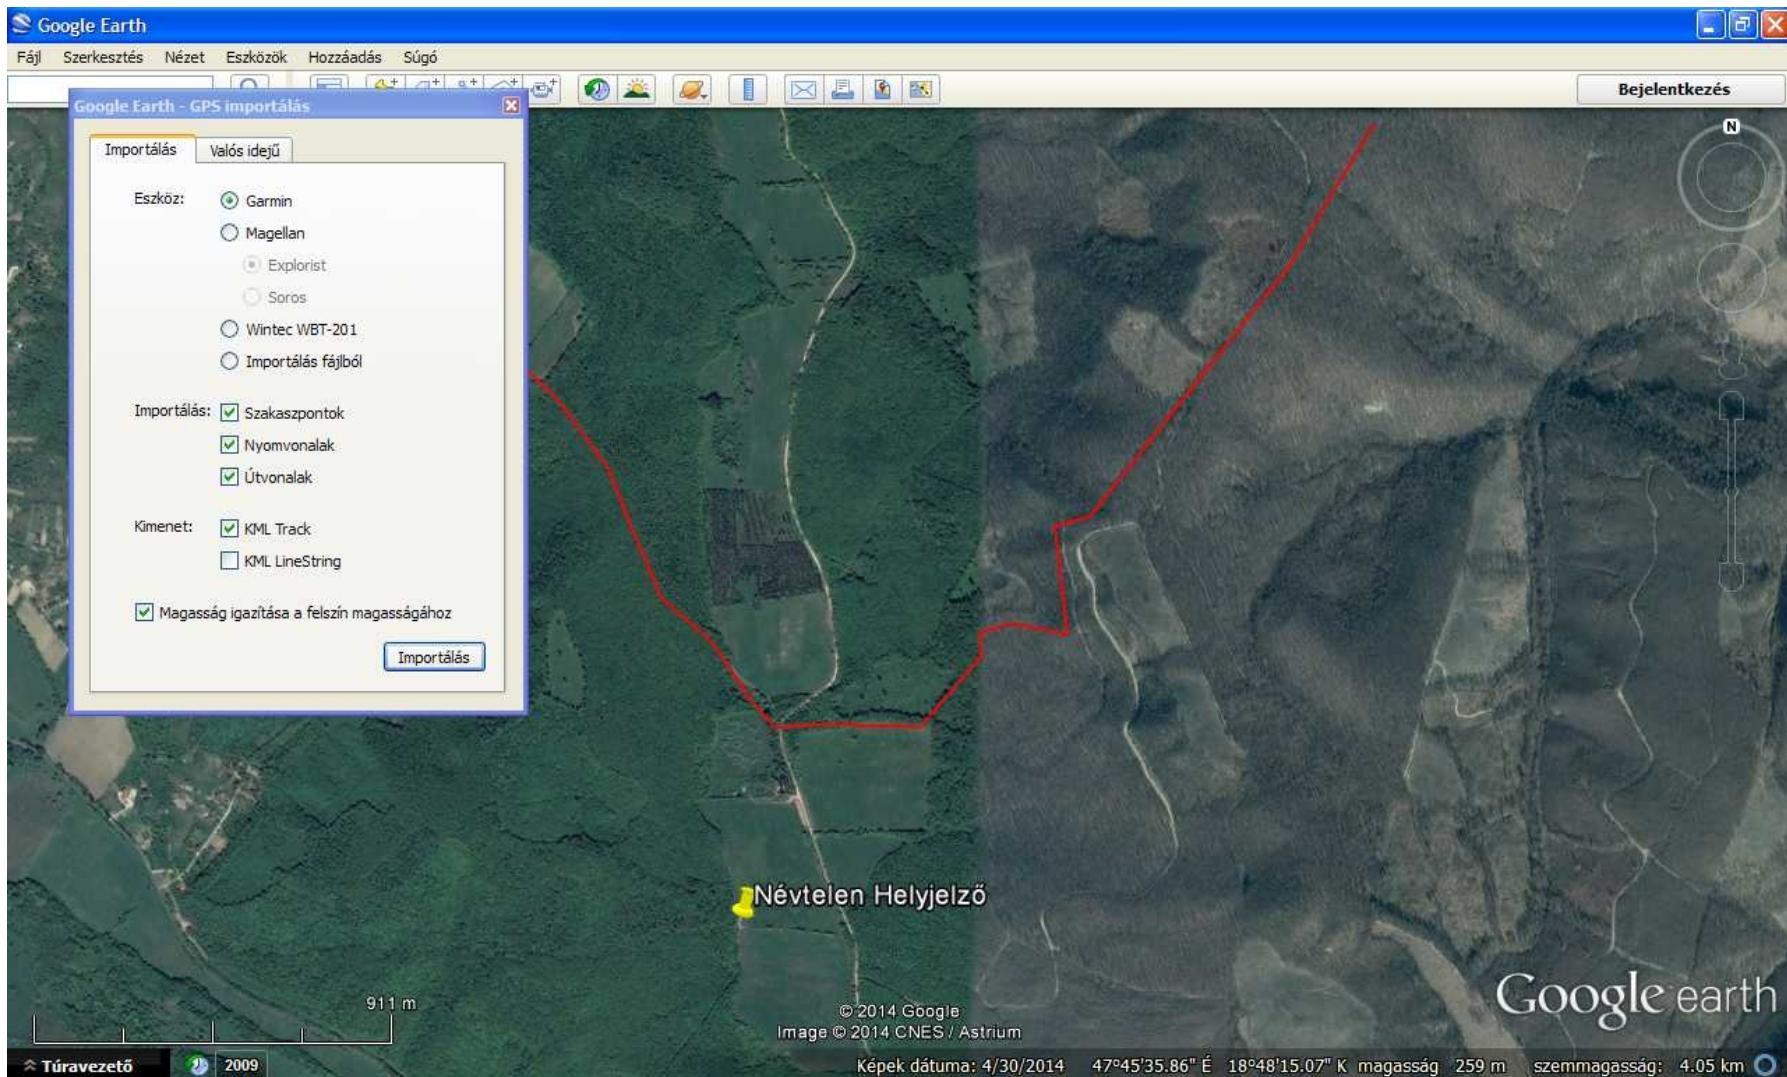 Google Earth
Fájl Szerkesztés Nézet Eszközök Hozzáadás Súgó
Bejelentkezés
Google Earth - GPS importálás
Importálás Valós idejű
Eszköz: Garmin
Magellan
Explorist
Soros
Wintec WBT-201
Importálás fájlból
Importálás: Szakaszpontok
Nyomvonalak
Útvonalak
Kimenet: KML Track
KML LineString
Magasság igazítása a felszín magasságához
Importálás
N
Névtelen Helyjelző
911 m
© 2014 Google
Image © 2014 CNES / Astrium
Google earth
Túravezető 2009 Képek dátuma: 4/30/2014 47°45'35.86" É 18°48'15.07" K magasság 259 m szemmagasság: 4.05 km